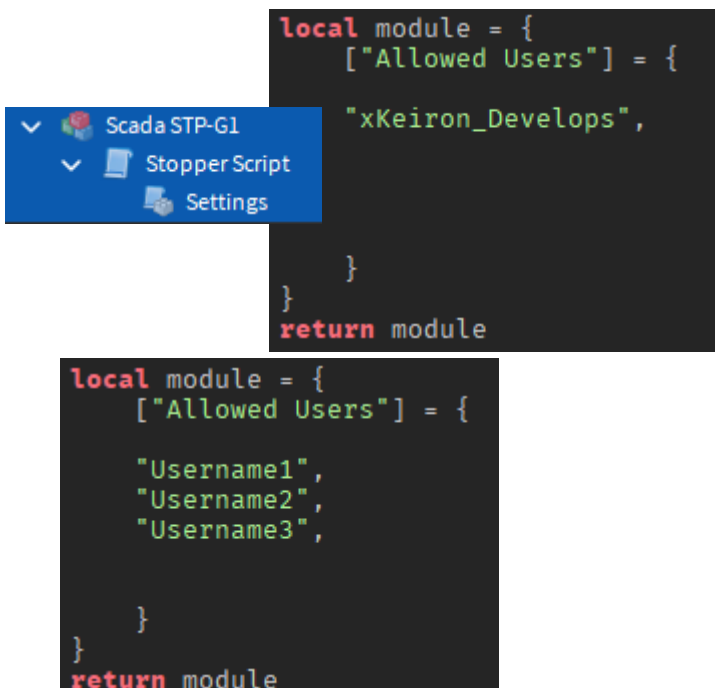 local module = {
["Allowed Users"] = {
"xKeiron_Develops",
}
}
return module
Scada STP-G1
Stopper Script
Settings
local module = {
["Allowed Users"] = {
"Username1",
"Username2",
"Username3",
}
}
return module